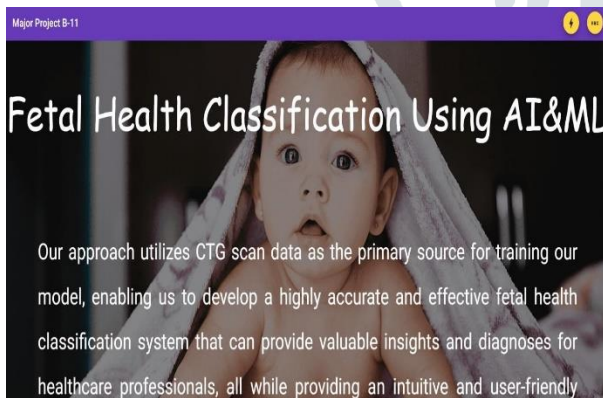 Major Project B-11
Fetal Health Classification Using AI&ML
Our approach utilizes CTG scan data as the primary source for training our
model, enabling us to develop a highly accurate and effective fetal health
classification system that can provide valuable insights and diagnoses for
healthcare professionals, all while providing an intuitive and user-friendly